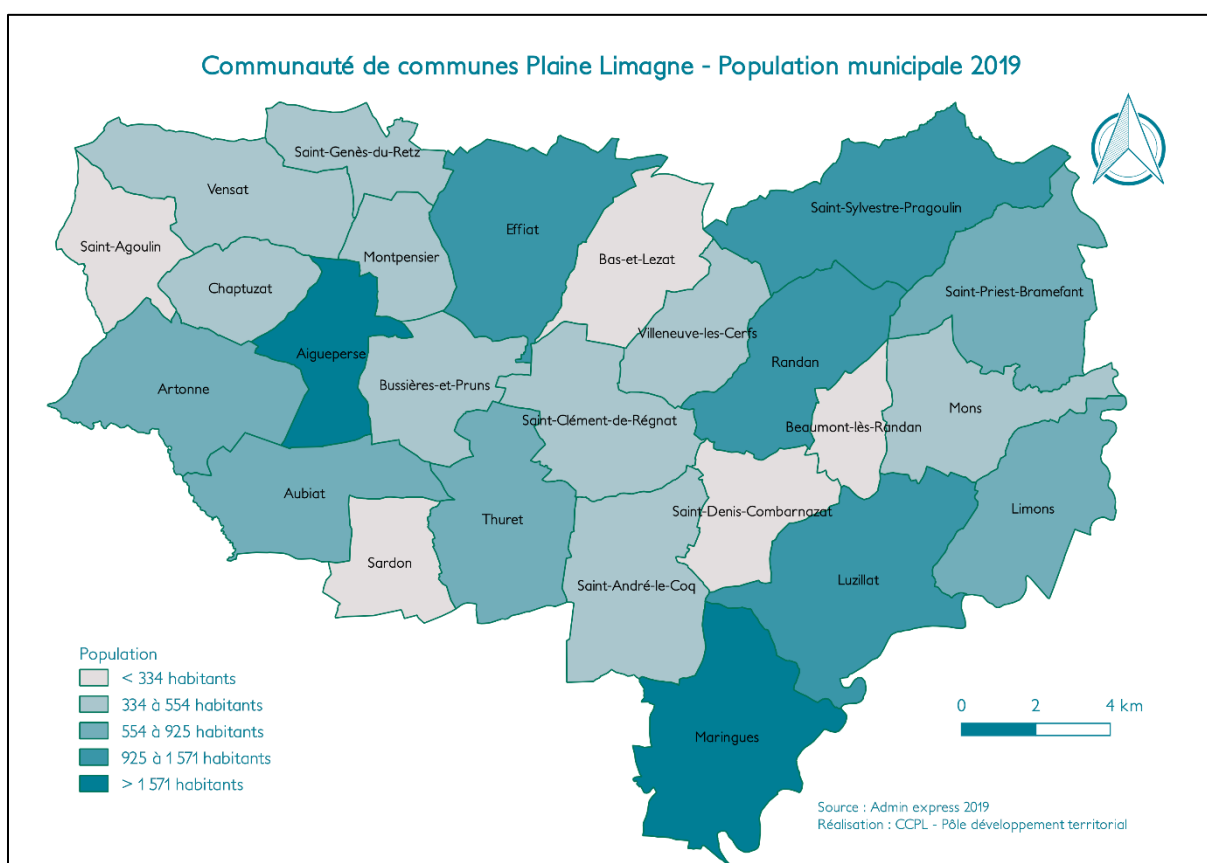 Communauté de communes Plaine Limagne - Population municipale 2019
Saint-Genès-du-Retz
Vensat
Saint-Sylvestre-Pragoulin
Effiat
Saint-Agoulin
Montpensier
Bas-et-Lezat
Chaptuzat
Saint-Priest-Bramefant
Villeneuve-les-Cerfs
Aigueperse
Randan
Artonne
Bussières-et-Pruns
Mons
Saint-Clément-de-Régnat
Beaumont-lès-Randan
Aubiat
Thuret
Saint-Denis-Combarnazat
Limons
Sardon
Saint-André-le-Coq
Luzillat
Maringues
Population
< 334 habitants
334 à 554 habitants
554 à 925 habitants
925 à 1 571 habitants
> 1 571 habitants
0 2 4 km
Source : Admin express 2019
Réalisation : CCPL - Pôle développement territorial